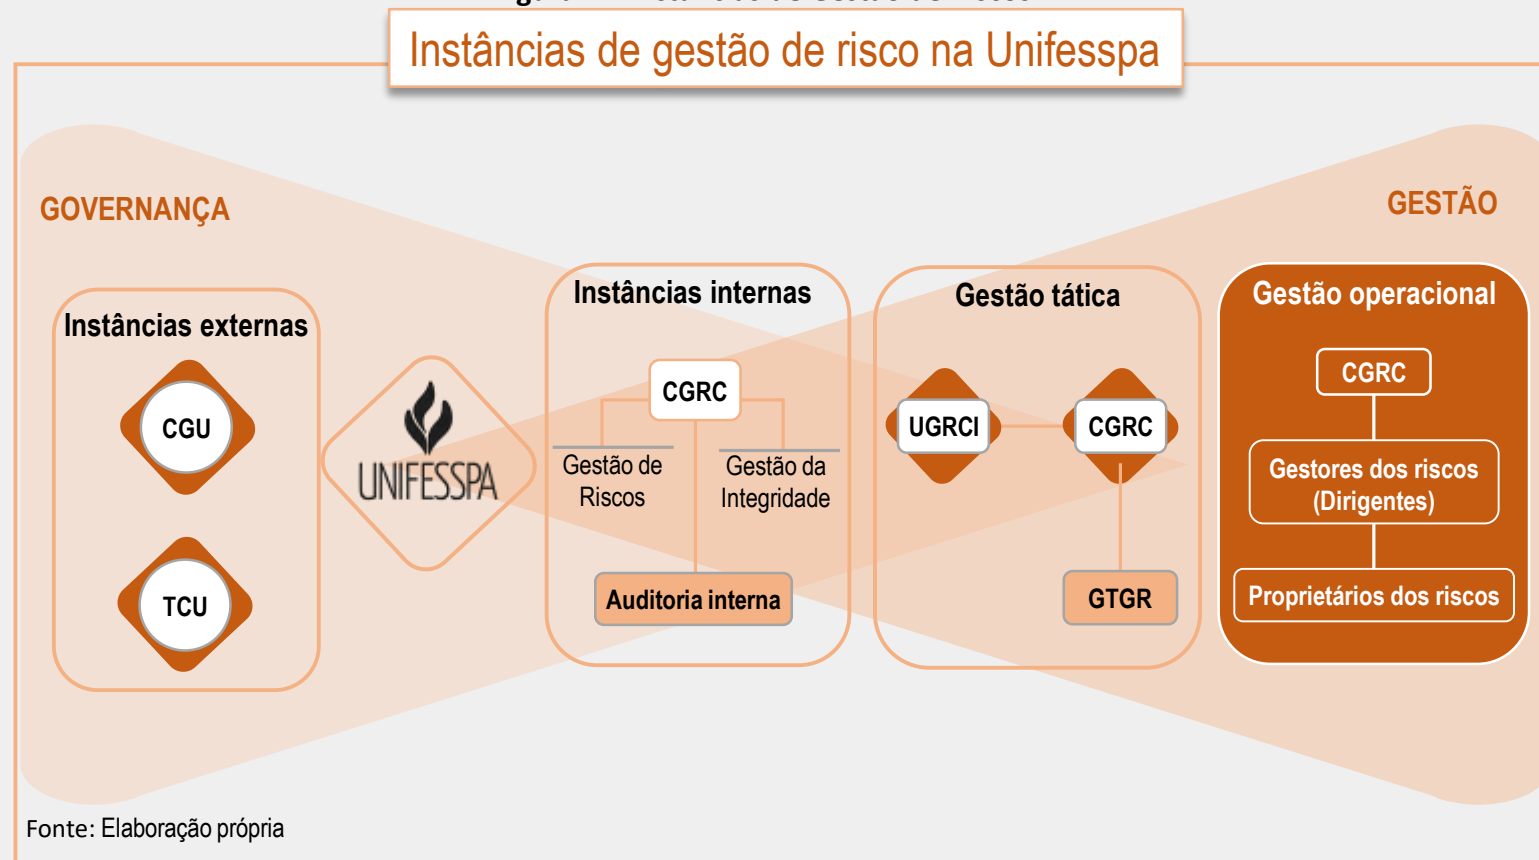 Instâncias de gestão de risco na Unifesspa
GOVERNANÇA
GESTÃO
Instâncias externas
CGU
TCU
UNIFESSPA
Instâncias internas
CGRC
Gestão de
Riscos
Gestão da
Integridade
Auditoria interna
Gestão tática
UGRCI
CGRC
GTGR
Gestão operacional
CGRC
Gestores dos riscos
(Dirigentes)
Proprietários dos riscos
Fonte: Elaboração própria